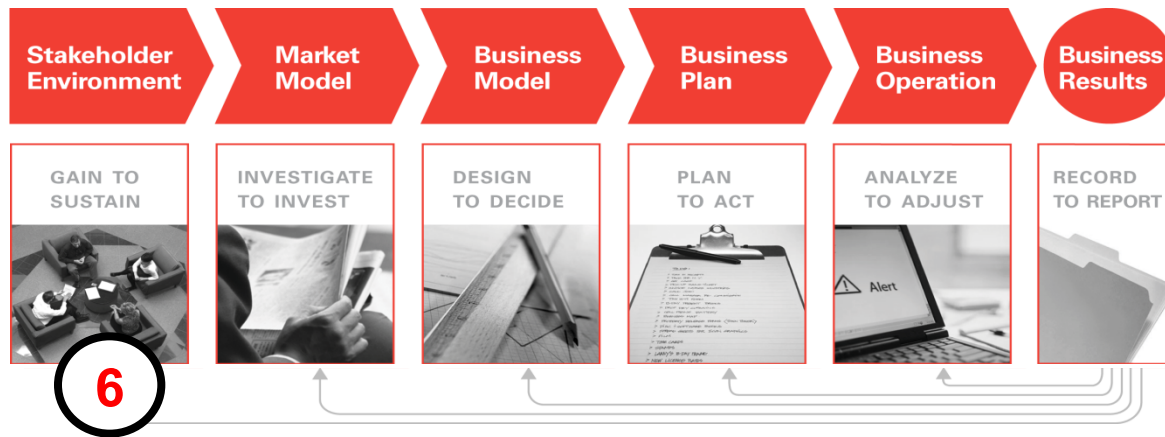 Stakeholder
Environment
Market
Model
Business
Model
Business
Plan
Business
Operation
Business
Results
GAIN TO
SUSTAIN
INVESTIGATE
TO INVEST
DESIGN
TO DECIDE
PLAN
TO ACT
ANALYZE
TO ADJUST
RECORD
TO REPORT
Alert
6